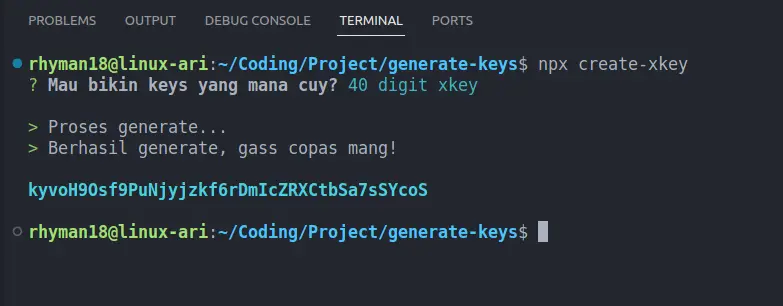 PROBLEMS OUTPUT DEBUG CONSOLE TERMINAL PORTS
rhyman18@linux-ari:~/Coding/Project/generate-keys$ npx create-xkey
? Mau bikin keys yang mana cuy? 40 digit xkey
> Proses generate...
> Berhasil generate, gass copas mang!
kyvoH9Osf9PuNjyjzkf6rDmIcZRXCtbSa7sSYcoS
rhyman18@linux-ari:~/Coding/Project/generate-keys$